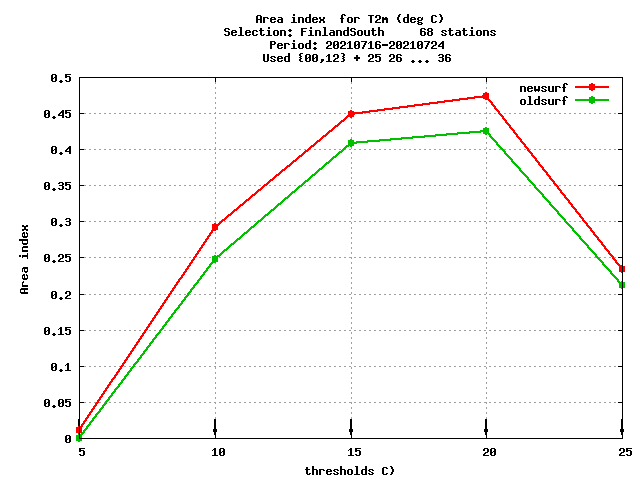 Area index  for T2m (deg C)
Selection: FinlandSouth     68 stations
Period: 20210716-20210724
Used {00,12} + 25 26 ... 36
newsurf
oldsurf
0.5
0.45
0.4
0.35
0.3
0.25
0.2
0.15
0.1
0.05
0
Area index
5 10 15 20 25
thresholds C)